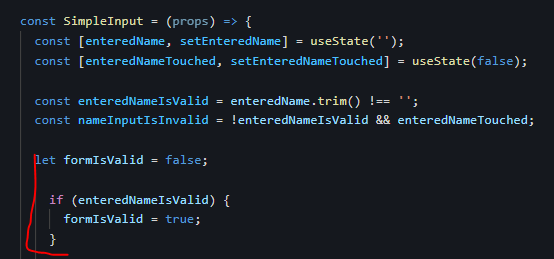 const SimpleInput = (props) => {
const [enteredName, setEnteredName] = useState('');
const [enteredNameTouched, setEnteredNameTouched] = useState(false);
const enteredNameIsValid = enteredName.trim() !== '';
const nameInputIsInvalid = !enteredNameIsValid && enteredNameTouched;
let formIsValid = false;
if (enteredNameIsValid) {
formIsValid = true;
}